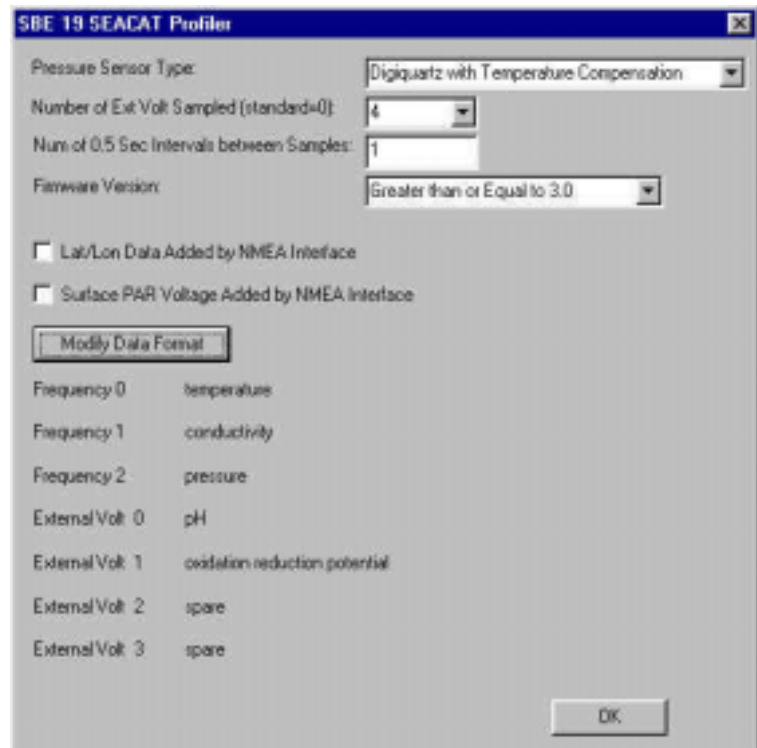 SBE 19 SEACAT Profiler
Pressure Sensor Type: Digiquartz with Temperature Compensation
Number of Ext Volt Sampled (standard=0): 4
Num of 0.5 Sec Intervals between Samples: 1
Firmware Version: Greater than or Equal to 3.0
Lat/Lon Data Added by NMEA Interface
Surface PAR Voltage Added by NMEA Interface
Modify Data Format
Frequency 0 temperature
Frequency 1 conductivity
Frequency 2 pressure
External Volt 0 pH
External Volt 1 oxidation reduction potential
External Volt 2 spare
External Volt 3 spare
OK